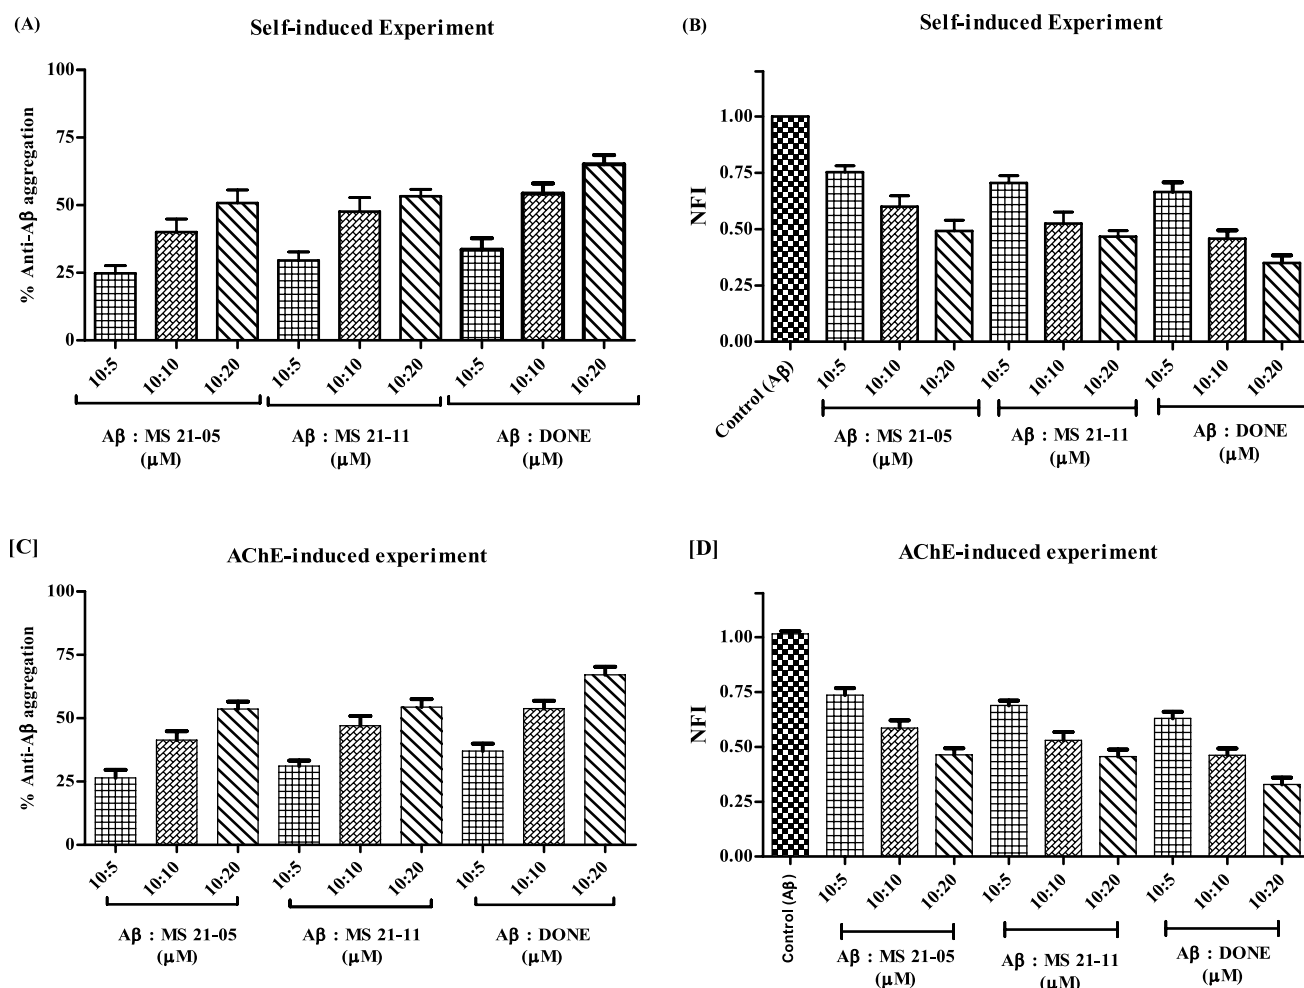 (A)
Self-induced Experiment
% Anti-Aβ aggregation
100
75
50
25
0
10:5
10:10
10:20
10:5
10:10
10:20
10:5
10:10
10:20
Aβ : MS 21-05
(μM)
Aβ : MS 21-11
(μM)
Aβ : DONE
(μM)
(B)
Self-induced Experiment
NFI
1.00
0.75
0.50
0.25
0.00
Control (Aβ)
10:5
10:10
10:20
10:5
10:10
10:20
10:5
10:10
10:20
Aβ : MS 21-05
(μM)
Aβ : MS 21-11
(μM)
Aβ : DONE
(μM)
[C]
AChE-induced experiment
% Anti-Aβ aggregation
100
75
50
25
0
10:5
10:10
10:20
10:5
10:10
10:20
10:5
10:10
10:20
Aβ : MS 21-05
(μM)
Aβ : MS 21-11
(μM)
Aβ : DONE
(μM)
[D]
AChE-induced experiment
NFI
1.00
0.75
0.50
0.25
0.00
Control (Aβ)
10:5
10:10
10:20
10:5
10:10
10:20
10:5
10:10
10:20
Aβ : MS 21-05
(μM)
Aβ : MS 21-11
(μM)
Aβ : DONE
(μM)